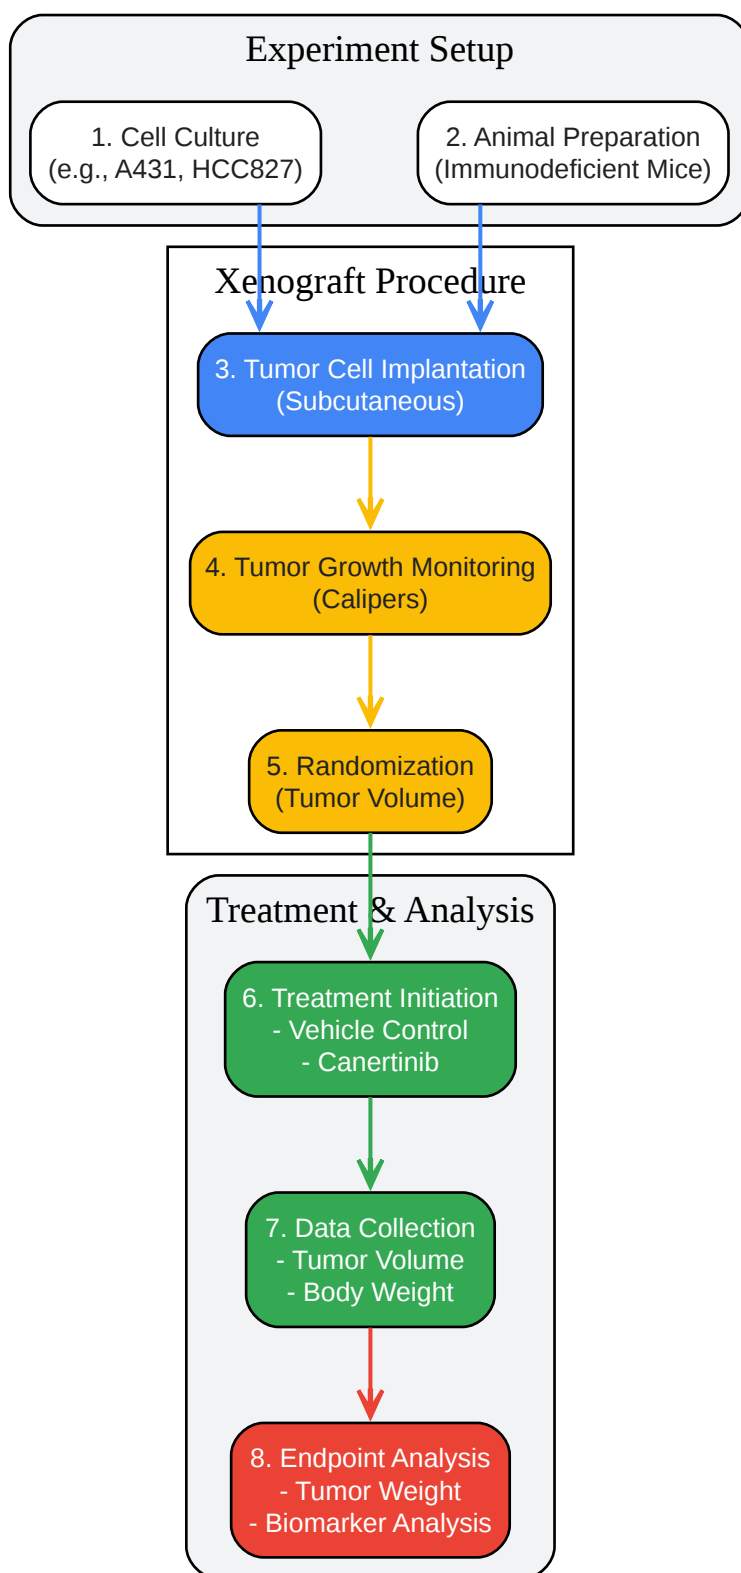 Experiment Setup
1. Cell Culture
(e.g., A431, HCC827)
2. Animal Preparation
(Immunodeficient Mice)
Xenograft Procedure
3. Tumor Cell Implantation
(Subcutaneous)
4. Tumor Growth Monitoring
(Calipers)
5. Randomization
(Tumor Volume)
Treatment & Analysis
6. Treatment Initiation
- Vehicle Control
- Canertinib
7. Data Collection
- Tumor Volume
- Body Weight
8. Endpoint Analysis
- Tumor Weight
- Biomarker Analysis